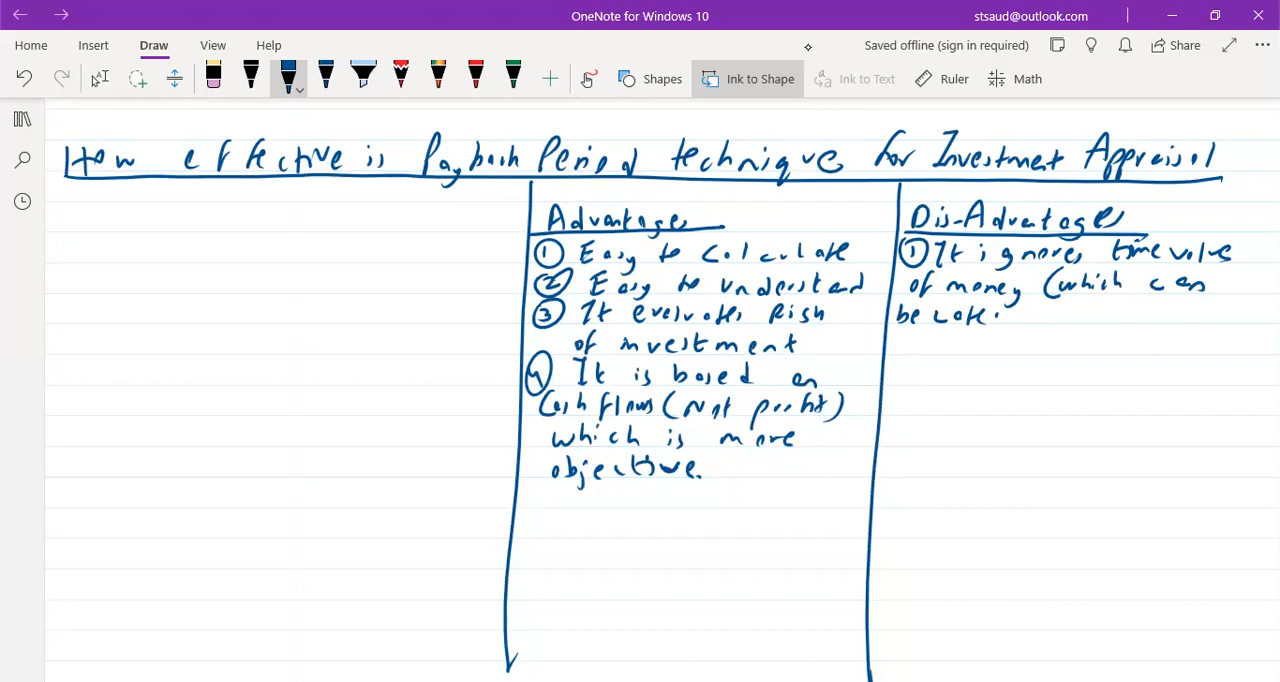 OneNote for Windows 10
stsaud@outlook.com
Home Insert Draw View Help
Saved offline (sign in required) Share
Shapes Ink to Shape Ink to Text Ruler Math
How effective is Payback Period technique for Investment Appraisal
Advantages
① Easy to Calculate
② Easy to understand
③ It evaluates Risk
of investment
④ It is based on
Cash flows (Not profit)
which is more
objective.
Dis-Advantages
① It ignores time value
of money (which can
be late.